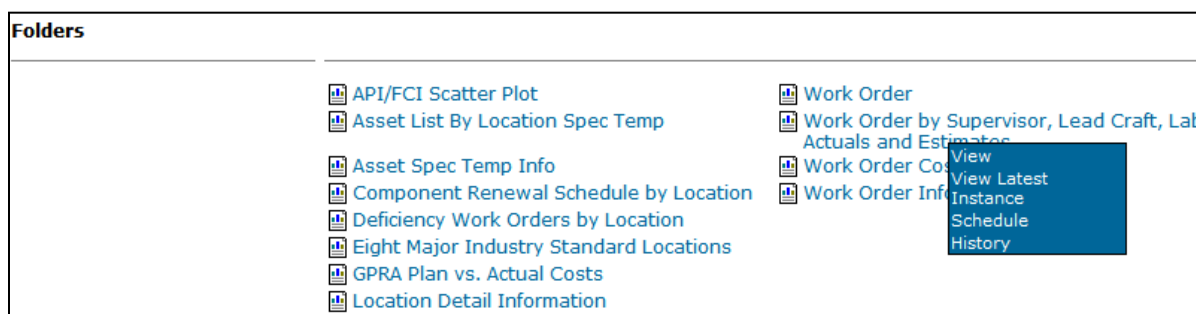 Folders
API/FCI Scatter Plot
Asset List By Location Spec Temp
Asset Spec Temp Info
Component Renewal Schedule by Location
Deficiency Work Orders by Location
Eight Major Industry Standard Locations
GPRA Plan vs. Actual Costs
Location Detail Information
Work Order
Work Order by Supervisor, Lead Craft,
Actuals and Estimates
Work Order
Work Order
View
View Latest
Instance
Schedule
History